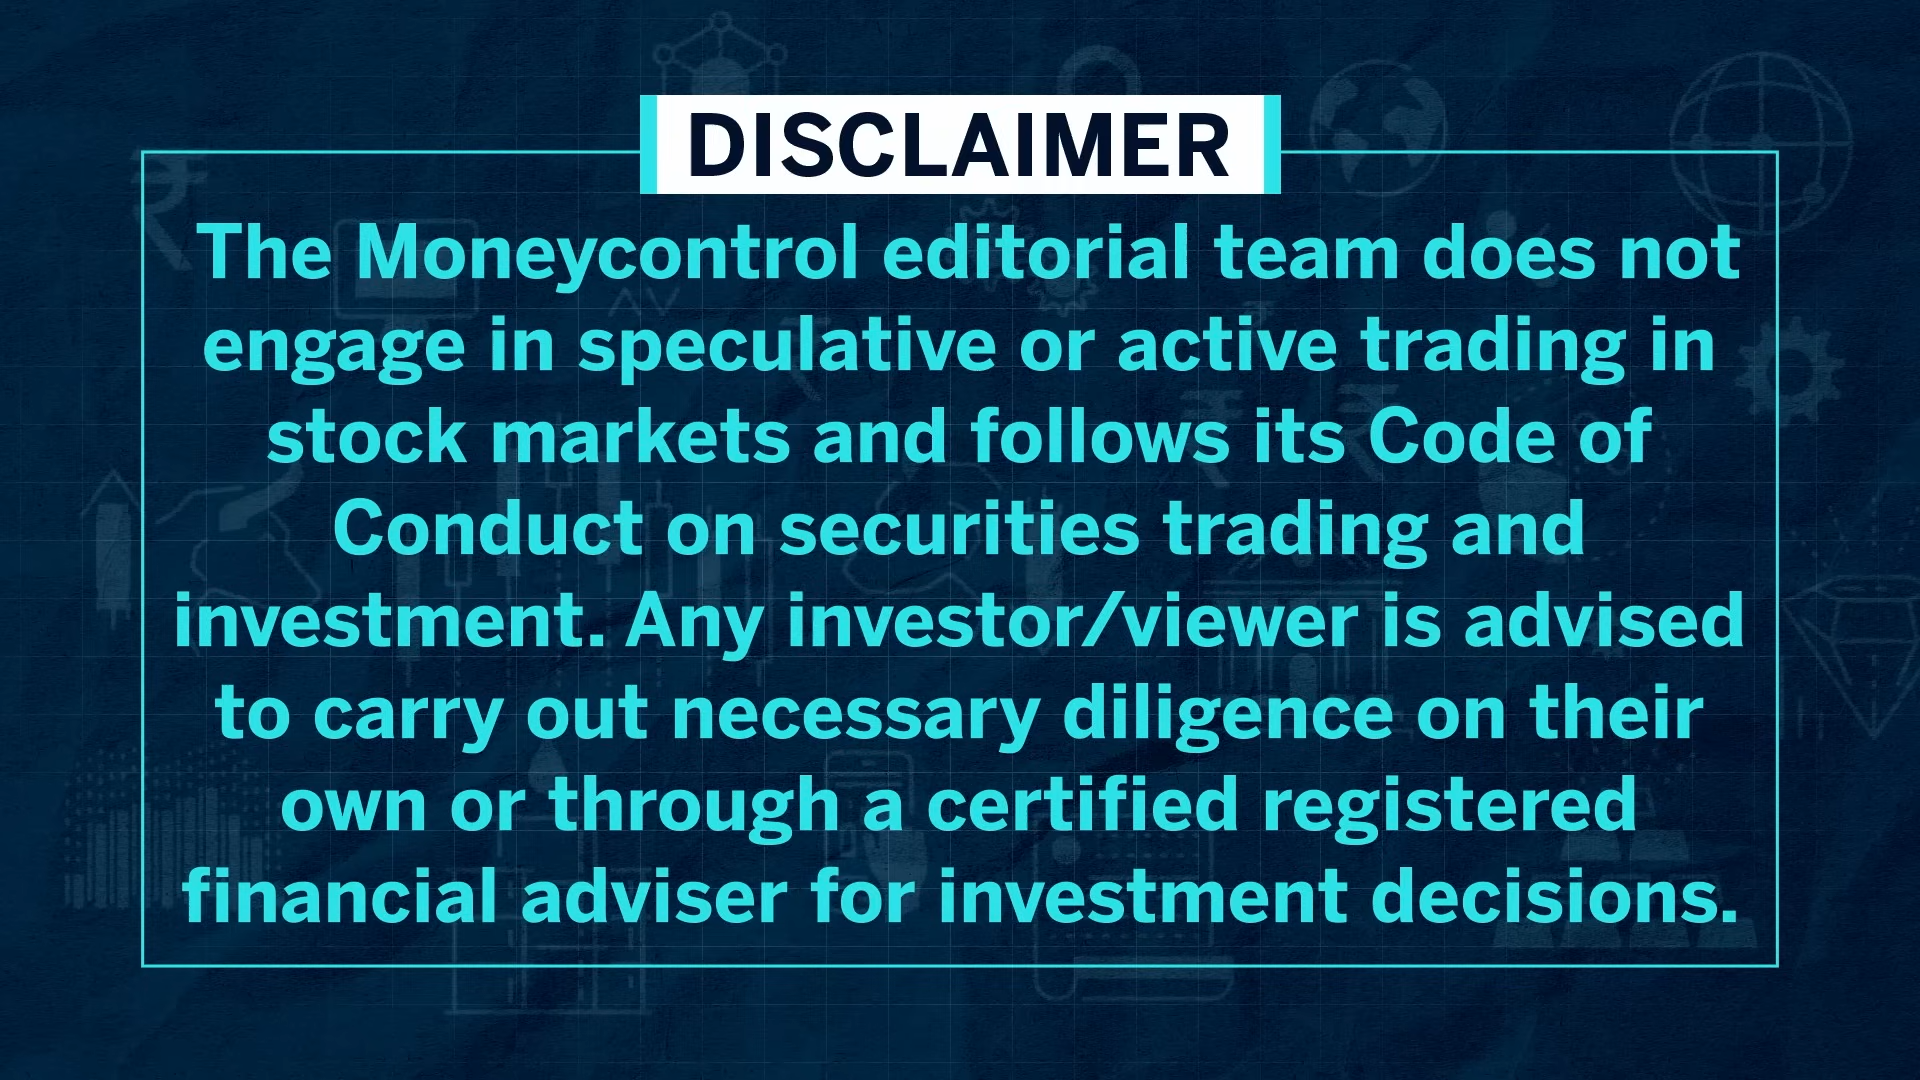 DISCLAIMER
The Moneycontrol editorial team does not
engage in speculative or active trading in
stock markets and follows its Code of
Conduct on securities trading and
investment. Any investor/viewer is advised
to carry out necessary diligence on their
own or through a certified registered
financial adviser for investment decisions.